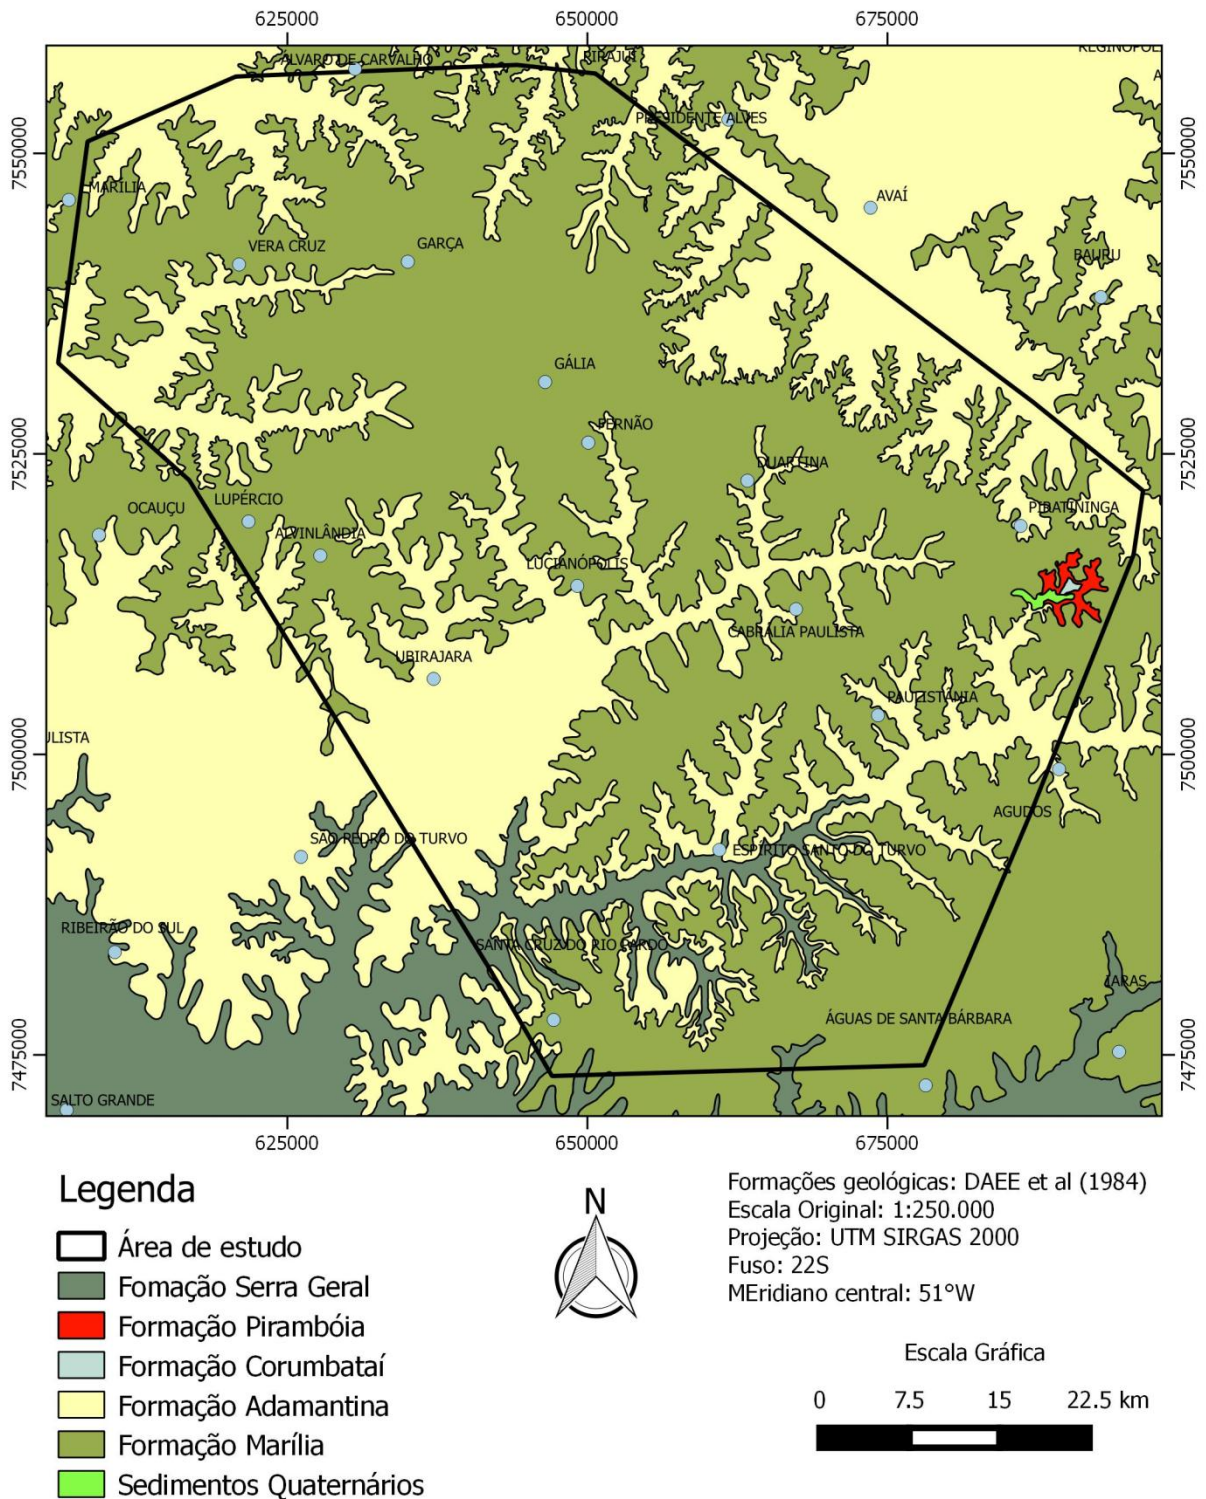 625000 650000 675000
REGINÓPOL
PIRAJUÍ
ÁLVARO DE CARVALHO
A
PRESIDENTE ALVES
7550000 7550000
MARÍLIA
AVAÍ
VERA CRUZ
GARÇA
BAURU
GÁLIA
FERNÃO
7525000 7525000
DUARTINA
LUPÉRCIO
OCAUÇU
PIRATININGA
ALVINLÂNDIA
LUCIANÓPOLIS
CABRÁLIA PAULISTA
UBIRAJARA
PAULISTÂNIA
ULISTA
7500000 7500000
AGUDOS
SÃO PEDRO DO TURVO
ESPÍRITO SANTO DO TURVO
RIBEIRÃO DO SUL
SANTA CRUZ DO RIO PARDO
IARAS
ÁGUAS DE SANTA BÁRBARA
7475000 7475000
SALTO GRANDE
625000 650000 675000
Legenda
Área de estudo
Fomação Serra Geral
Formação Pirambóia
Formação Corumbataí
Formação Adamantina
Formação Marília
Sedimentos Quaternários
N
Formações geológicas: DAEE et al (1984)
Escala Original: 1:250.000
Projeção: UTM SIRGAS 2000
Fuso: 22S
MEridiano central: 51°W
Escala Gráfica
0 7.5 15 22.5 km